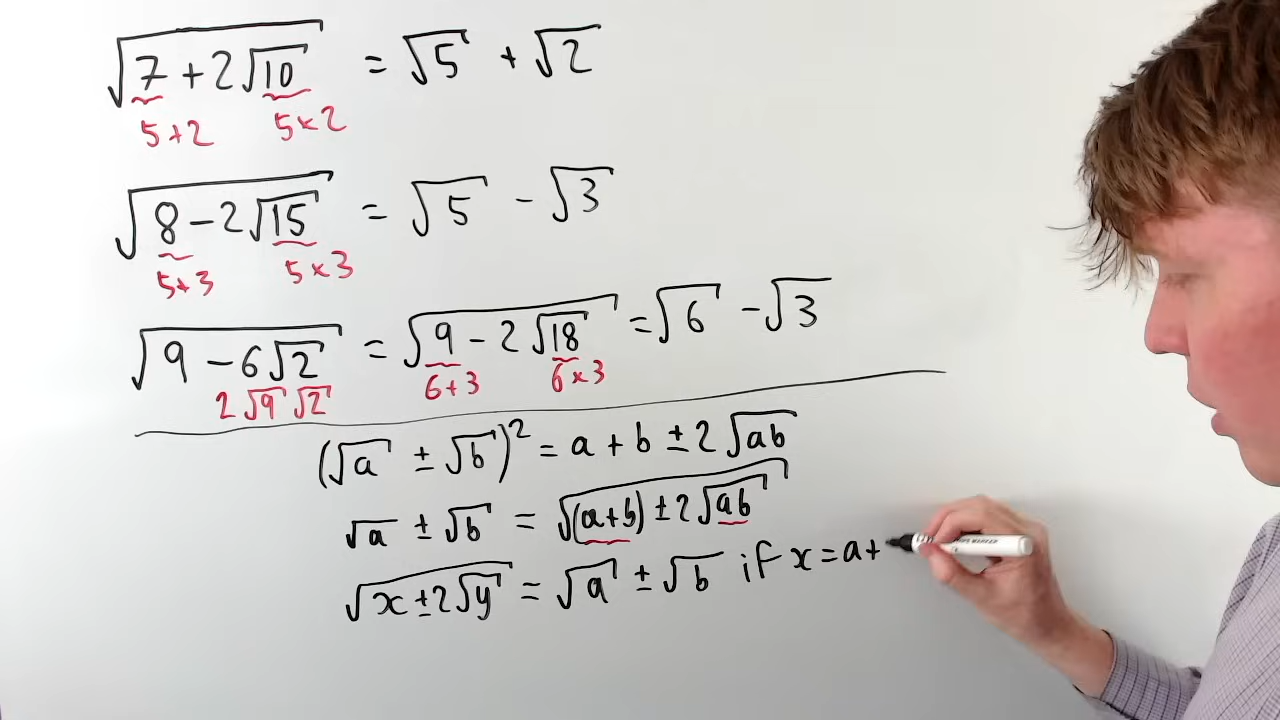 √(7 + 2√10) = √5 + √2
5+2 5×2
√(8 − 2√15) = √5 − √3
5+3 5×3
√(9 − 6√2) = √(9 − 2√18) = √6 − √3
2√9 √2 6+3 6×3
(√a ± √b)² = a + b ± 2√ab
√a ± √b = √((a+b) ± 2√ab)
√(x ± 2√y) = √a ± √b if x = a+